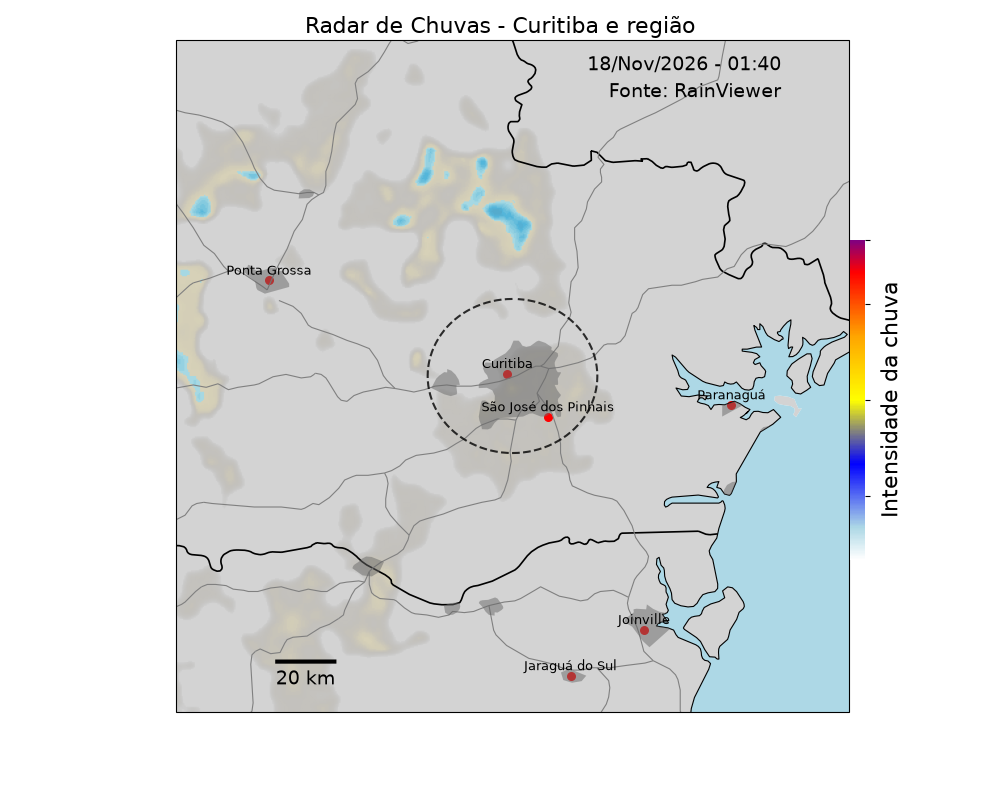 Radar de Chuvas - Curitiba e região
18/Nov/2026 - 01:40
Fonte: RainViewer
Ponta Grossa
Curitiba
São José dos Pinhais
Paranaguá
Intensidade da chuva
Joinville
Jaraguá do Sul
20 km